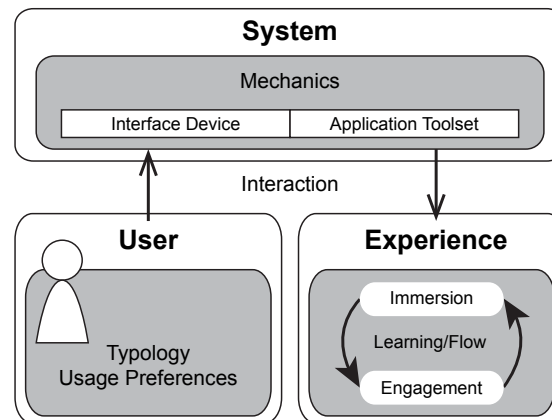 System
Mechanics
Interface Device
Application Toolset
Interaction
User
Typology
Usage Preferences
Experience
Immersion
Learning/Flow
Engagement